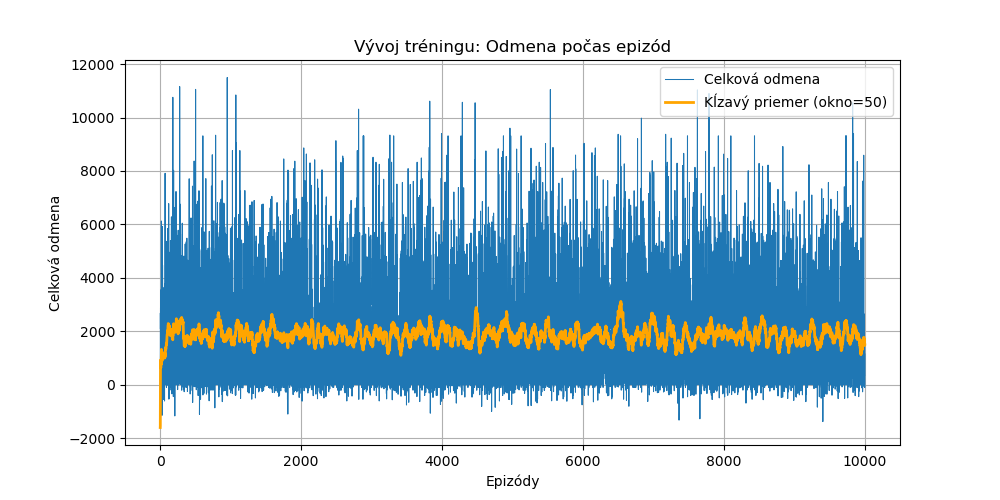 Vývoj tréningu: Odmena počas epizód
Celková odmena
12000
10000
8000
6000
4000
2000
0
−2000
Celková odmena
Kĺzavý priemer (okno=50)
0
2000
4000
6000
8000
10000
Epizódy